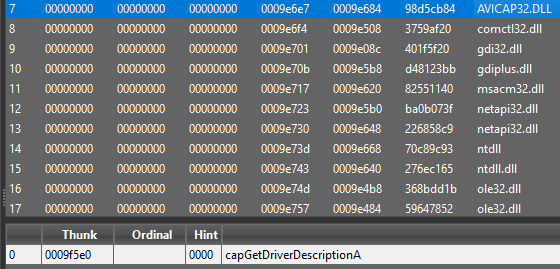 7 00000000 00000000 00000000 0009e6e7 0009e684 98d5cb84 AVICAP32.DLL
8 00000000 00000000 00000000 0009e6f4 0009e508 3759af20 comctl32.dll
9 00000000 00000000 00000000 0009e701 0009e08c 401f5f20 gdi32.dll
10 00000000 00000000 00000000 0009e70b 0009e5b8 d48123bb gdiplus.dll
11 00000000 00000000 00000000 0009e717 0009e620 82551140 msacm32.dll
12 00000000 00000000 00000000 0009e723 0009e5b0 ba0b073f netapi32.dll
13 00000000 00000000 00000000 0009e730 0009e648 226858c9 netapi32.dll
14 00000000 00000000 00000000 0009e73d 0009e668 70c89c93 ntdll
15 00000000 00000000 00000000 0009e743 0009e640 276ec165 ntdll.dll
16 00000000 00000000 00000000 0009e74d 0009e4b8 368bdd1b ole32.dll
17 00000000 00000000 00000000 0009e757 0009e484 59647852 ole32.dll
Thunk Ordinal Hint
0 0009f5e0 0000 capGetDriverDescriptionA